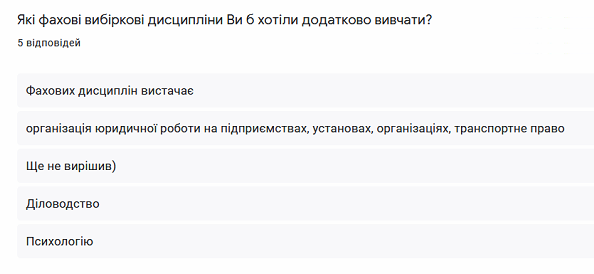 Які фахові вибіркові дисципліни Ви б хотіли додатково вивчати?
5 відповідей
Фахових дисциплін вистачає
організація юридичної роботи на підприємствах, установах, організаціях, транспортне право
Ще не вирішив)
Діловодство
Психологію